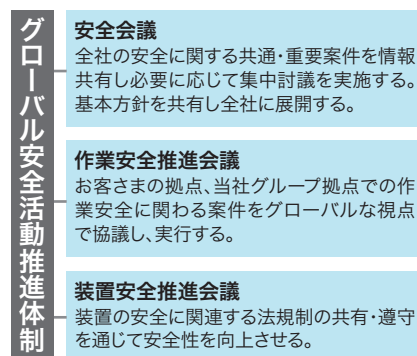 グローバル安全活動推進体制
安全会議
全社の安全に関する共通・重要案件を情報
共有し必要に応じて集中討議を実施する。
基本方針を共有し全社に展開する。
作業安全推進会議
お客さまの拠点、当社グループ拠点での作
業安全に関わる案件をグローバルな視点
で協議し、実行する。
装置安全推進会議
装置の安全に関連する法規制の共有・遵守
を通じて安全性を向上させる。